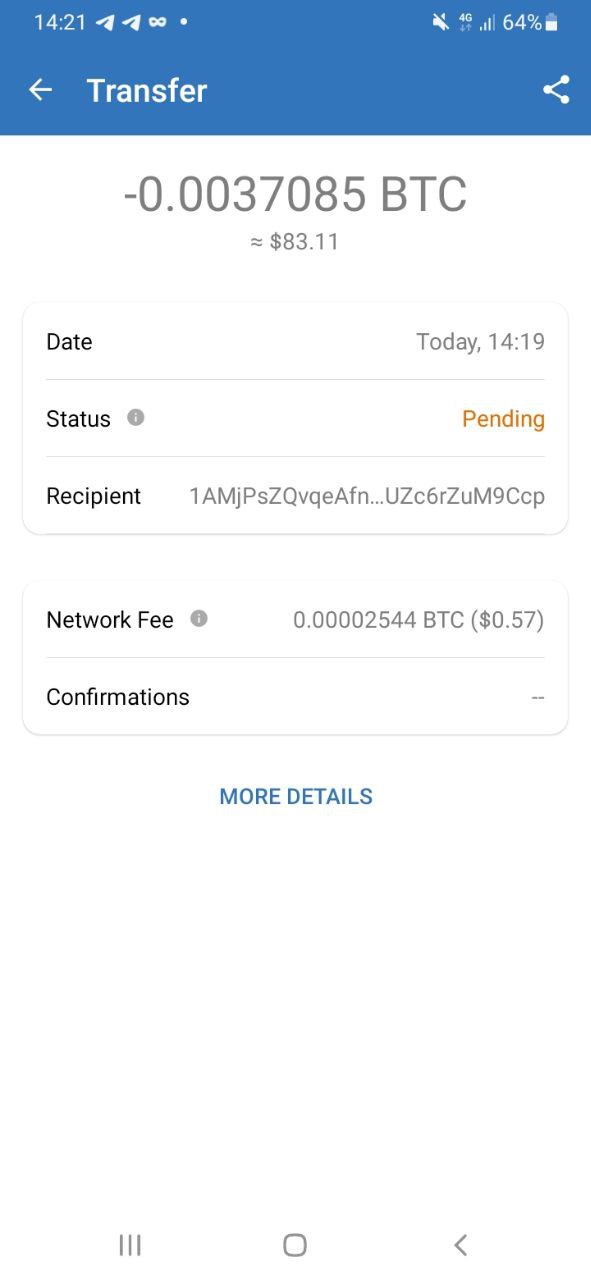 14:21 4G 64%
Transfer
-0.0037085 BTC
≈ $83.11
Date Today, 14:19
Status Pending
Recipient 1AMjPsZQvqeAfn...UZc6rZuM9Ccp
Network Fee 0.00002544 BTC ($0.57)
Confirmations --
MORE DETAILS